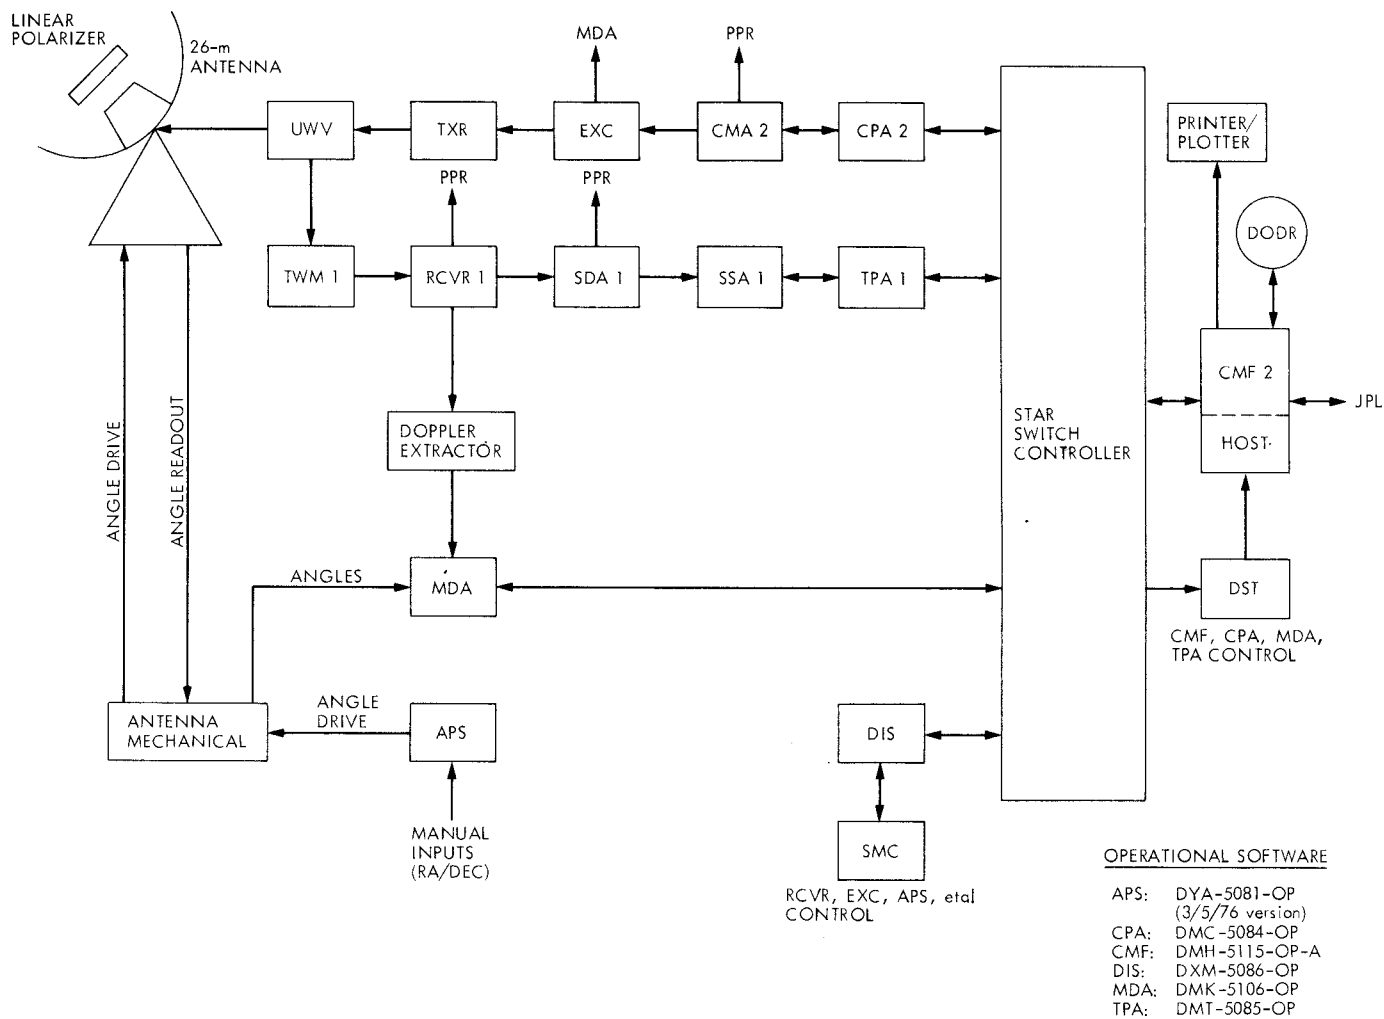 LINEAR
POLARIZER
26-m
ANTENNA
MDA
PPR
UWV
TXR
EXC
CMA 2
CPA 2
PRINTER/
PLOTTER
PPR
PPR
DODR
TWM 1
RCVR 1
SDA 1
SSA 1
TPA 1
CMF 2
JPL
HOST
STAR
SWITCH
CONTROLLER
DOPPLER
EXTRACTOR
ANGLE DRIVE
ANGLE READOUT
ANGLES
MDA
DST
CMF, CPA, MDA,
TPA CONTROL
ANTENNA
MECHANICAL
ANGLE
DRIVE
APS
DIS
MANUAL
INPUTS
(RA/DEC)
SMC
RCVR, EXC, APS, etal
CONTROL
OPERATIONAL SOFTWARE
APS: DYA-5081-OP
(3/5/76 version)
CPA: DMC-5084-OP
CMF: DMH-5115-OP-A
DIS: DXM-5086-OP
MDA: DMK-5106-OP
TPA: DMT-5085-OP